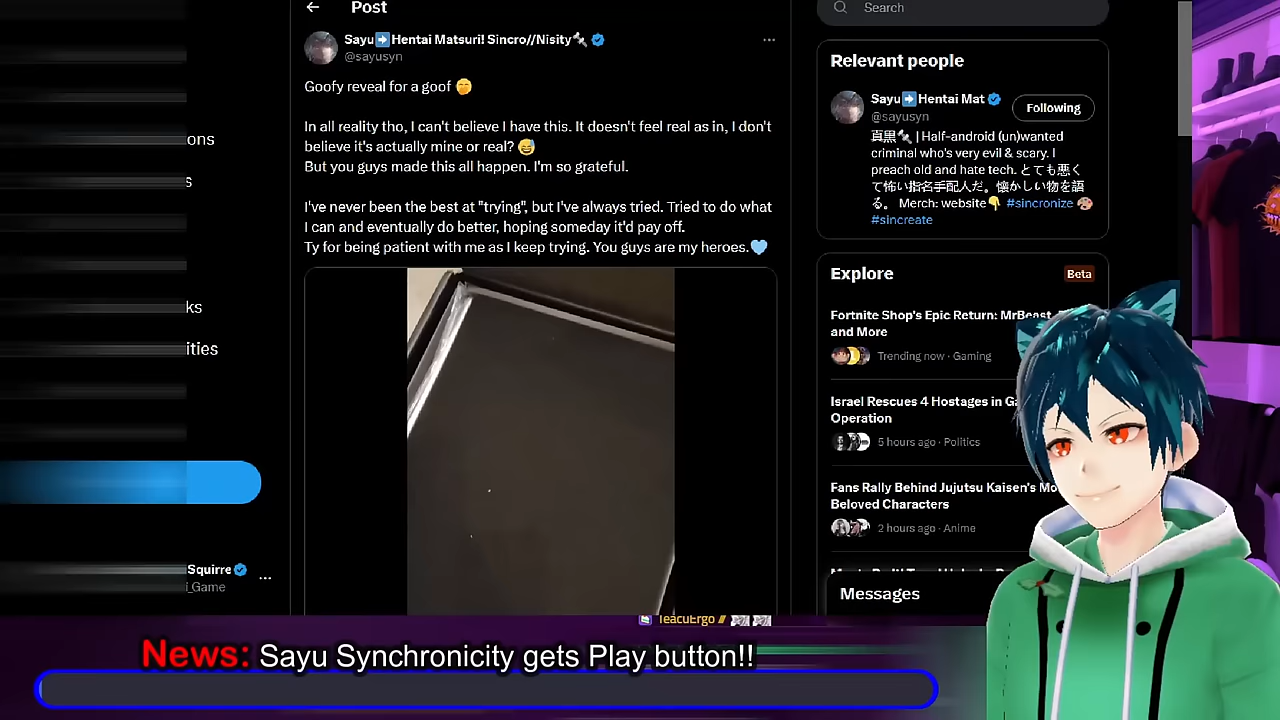 Post
Search
ons
s
ks
ities
Squirre
i_Game
Sayu➡️Hentai Matsuri! Sincro//Nisity🔩
@sayusyn
Goofy reveal for a goof 🤭
In all reality tho, I can't believe I have this. It doesn't feel real as in, I don't
believe it's actually mine or real? 😅
But you guys made this all happen. I'm so grateful.
I've never been the best at "trying", but I've always tried. Tried to do what
I can and eventually do better, hoping someday it'd pay off.
Ty for being patient with me as I keep trying. You guys are my heroes.🩵
Relevant people
Sayu➡️Hentai Mat
@sayusyn
Following
真黒🔩 | Half-android (un)wanted
criminal who's very evil & scary. I
preach old and hate tech. とても悪く
て怖い指名手配人だ。懐かしい物を語
る。 Merch: website👇 #sincronize 🎨
#sincreate
Explore
Beta
Fortnite Shop's Epic Return: MrBeast,
and More
Trending now · Gaming
Israel Rescues 4 Hostages in G
Operation
5 hours ago · Politics
Fans Rally Behind Jujutsu Kaisen's Mo
Beloved Characters
2 hours ago · Anime
Messages
TeacuErgo
News: Sayu Synchronicity gets Play button!!